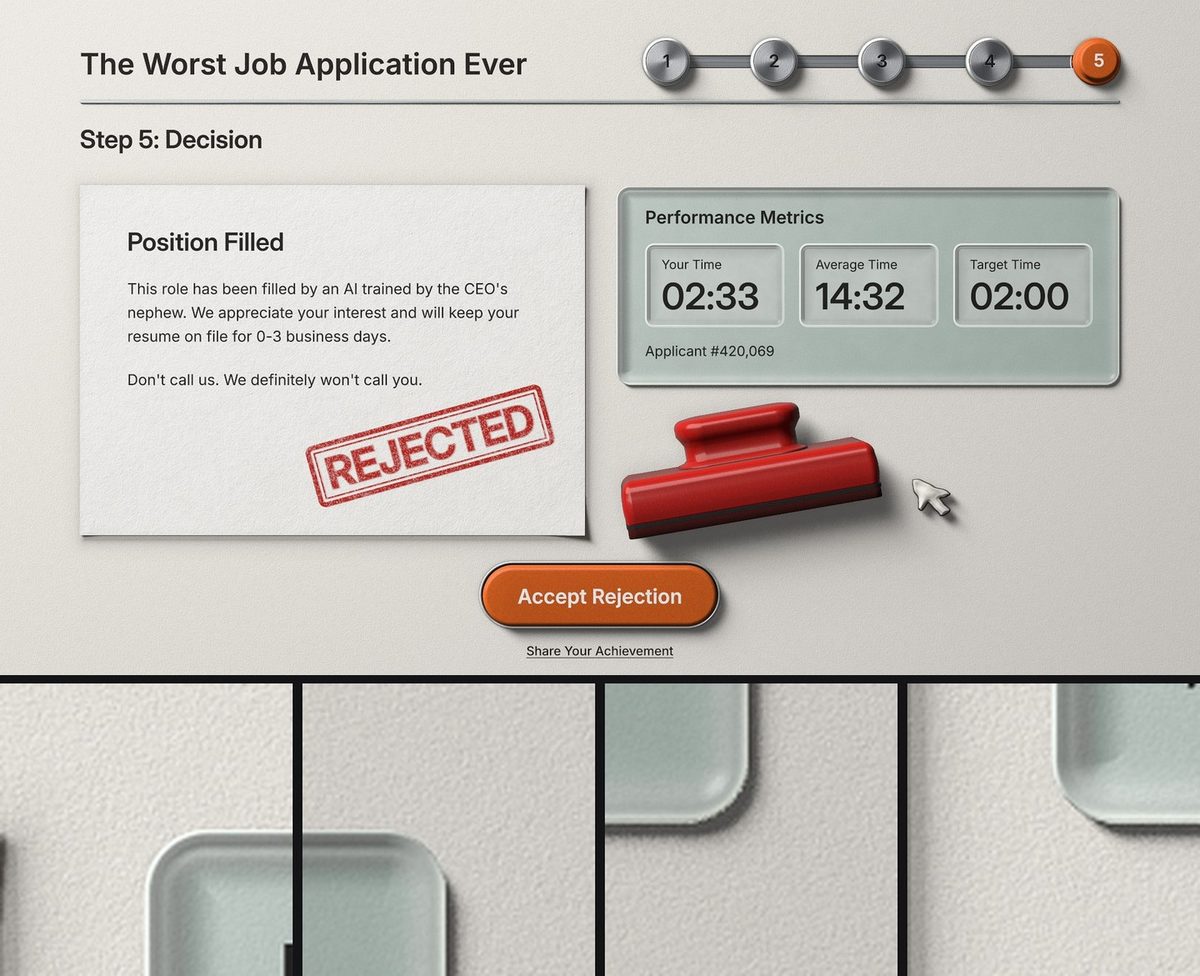 The Worst Job Application Ever
1 2 3 4 5
Step 5: Decision
Position Filled
This role has been filled by an AI trained by the CEO's
nephew. We appreciate your interest and will keep your
resume on file for 0-3 business days.
Don't call us. We definitely won't call you.
REJECTED
Performance Metrics
Your Time
02:33
Average Time
14:32
Target Time
02:00
Applicant #420,069
Accept Rejection
Share Your Achievement